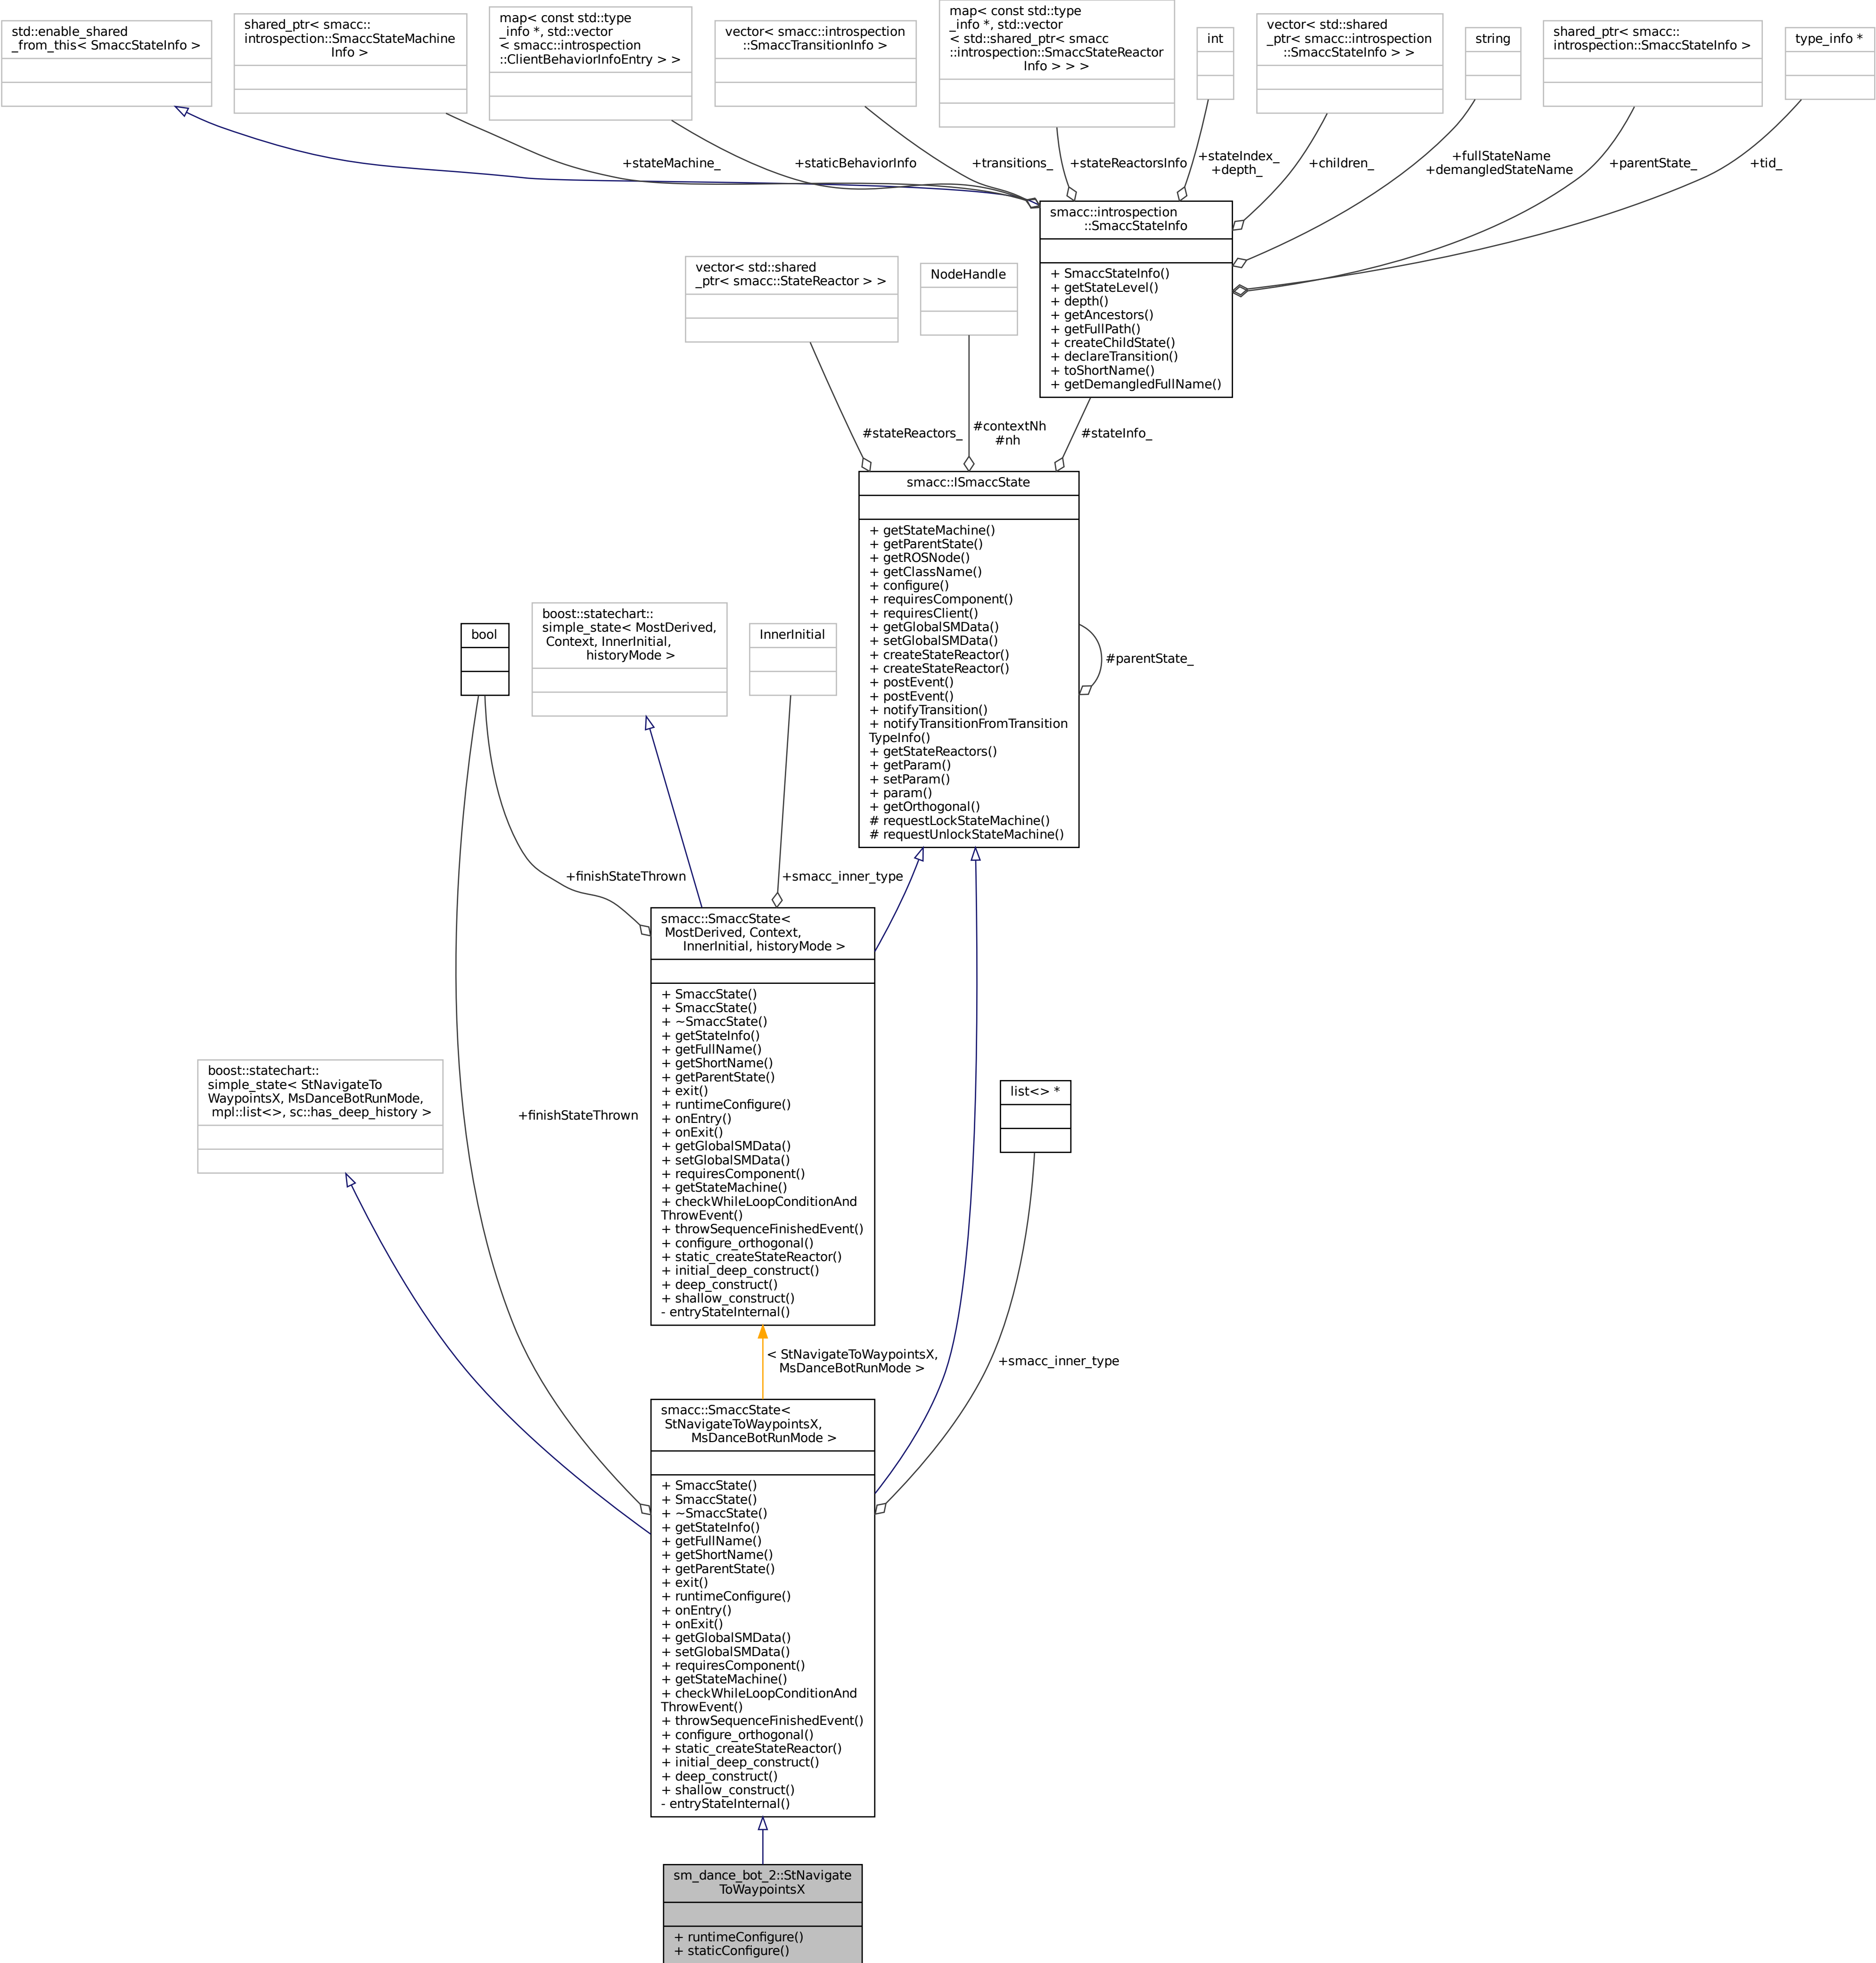 std::enable_shared
_from_this< SmaccStateInfo >
shared_ptr< smacc::
introspection::SmaccStateMachine
Info >
map< const std::type
_info *, std::vector
< smacc::introspection
::ClientBehaviorInfoEntry > >
vector< smacc::introspection
::SmaccTransitionInfo >
map< const std::type
_info *, std::vector
< std::shared_ptr< smacc
::introspection::SmaccStateReactor
Info > > >
int
vector< std::shared
_ptr< smacc::introspection
::SmaccStateInfo > >
string
shared_ptr< smacc::
introspection::SmaccStateInfo >
type_info *
+stateMachine_
+staticBehaviorInfo
+transitions_
+stateReactorsInfo
+stateIndex_
+depth_
+children_
+fullStateName
+demangledStateName
+parentState_
+tid_
smacc::introspection
::SmaccStateInfo
+ SmaccStateInfo()
+ getStateLevel()
+ depth()
+ getAncestors()
+ getFullPath()
+ createChildState()
+ declareTransition()
+ toShortName()
+ getDemangledFullName()
vector< std::shared
_ptr< smacc::StateReactor > >
NodeHandle
#stateReactors_
#contextNh
#nh
#stateInfo_
smacc::ISmaccState
+ getStateMachine()
+ getParentState()
+ getROSNode()
+ getClassName()
+ configure()
+ requiresComponent()
+ requiresClient()
+ getGlobalSMData()
+ setGlobalSMData()
+ createStateReactor()
+ createStateReactor()
+ postEvent()
+ postEvent()
+ notifyTransition()
+ notifyTransitionFromTransition
TypeInfo()
+ getStateReactors()
+ getParam()
+ setParam()
+ param()
+ getOrthogonal()
# requestLockStateMachine()
# requestUnlockStateMachine()
#parentState_
bool
boost::statechart::
simple_state< MostDerived,
Context, InnerInitial,
historyMode >
InnerInitial
+finishStateThrown
+smacc_inner_type
smacc::SmaccState<
MostDerived, Context,
InnerInitial, historyMode >
+ SmaccState()
+ SmaccState()
+ ~SmaccState()
+ getStateInfo()
+ getFullName()
+ getShortName()
+ getParentState()
+ exit()
+ runtimeConfigure()
+ onEntry()
+ onExit()
+ getGlobalSMData()
+ setGlobalSMData()
+ requiresComponent()
+ getStateMachine()
+ checkWhileLoopConditionAnd
ThrowEvent()
+ throwSequenceFinishedEvent()
+ configure_orthogonal()
+ static_createStateReactor()
+ initial_deep_construct()
+ deep_construct()
+ shallow_construct()
- entryStateInternal()
boost::statechart::
simple_state< StNavigateTo
WaypointsX, MsDanceBotRunMode,
mpl::list<>, sc::has_deep_history >
+finishStateThrown
list<> *
< StNavigateToWaypointsX,
MsDanceBotRunMode >
+smacc_inner_type
smacc::SmaccState<
StNavigateToWaypointsX,
MsDanceBotRunMode >
+ SmaccState()
+ SmaccState()
+ ~SmaccState()
+ getStateInfo()
+ getFullName()
+ getShortName()
+ getParentState()
+ exit()
+ runtimeConfigure()
+ onEntry()
+ onExit()
+ getGlobalSMData()
+ setGlobalSMData()
+ requiresComponent()
+ getStateMachine()
+ checkWhileLoopConditionAnd
ThrowEvent()
+ throwSequenceFinishedEvent()
+ configure_orthogonal()
+ static_createStateReactor()
+ initial_deep_construct()
+ deep_construct()
+ shallow_construct()
- entryStateInternal()
sm_dance_bot_2::StNavigate
ToWaypointsX
+ runtimeConfigure()
+ staticConfigure()